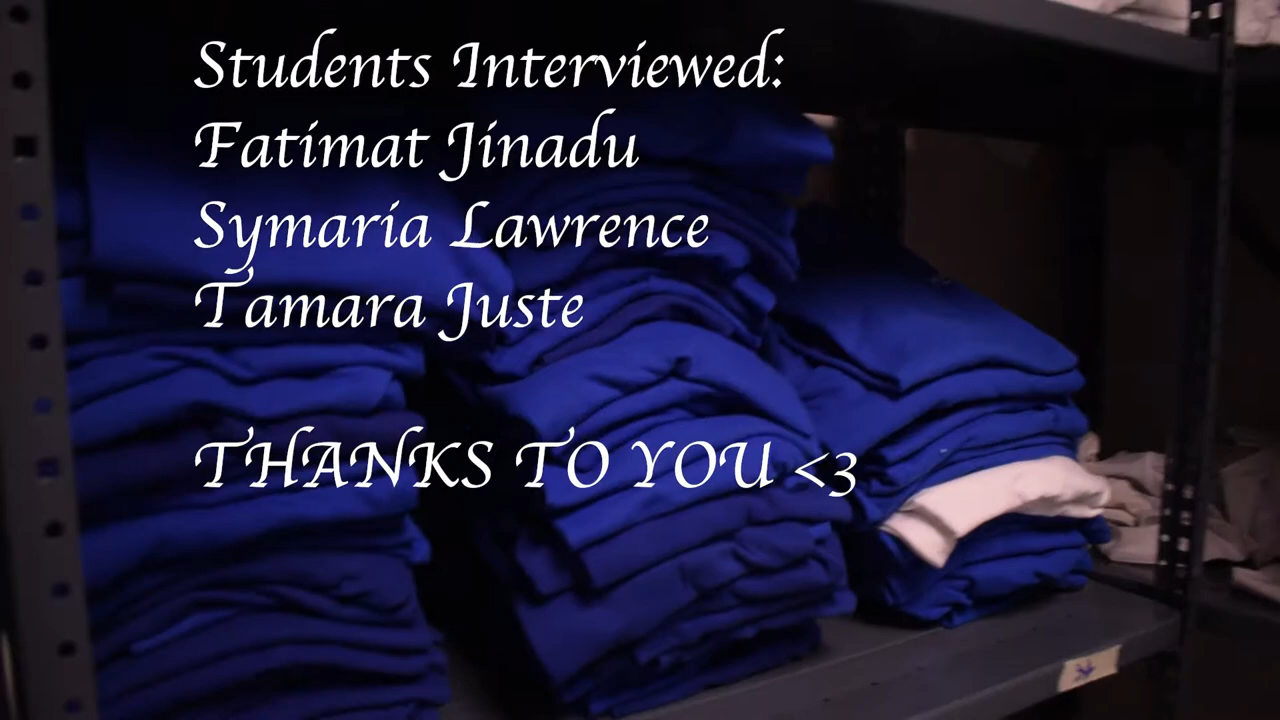 Students Interviewed:
Fatimat Jinadu
Symaria Lawrence
Tamara Juste
THANKS TO YOU <3